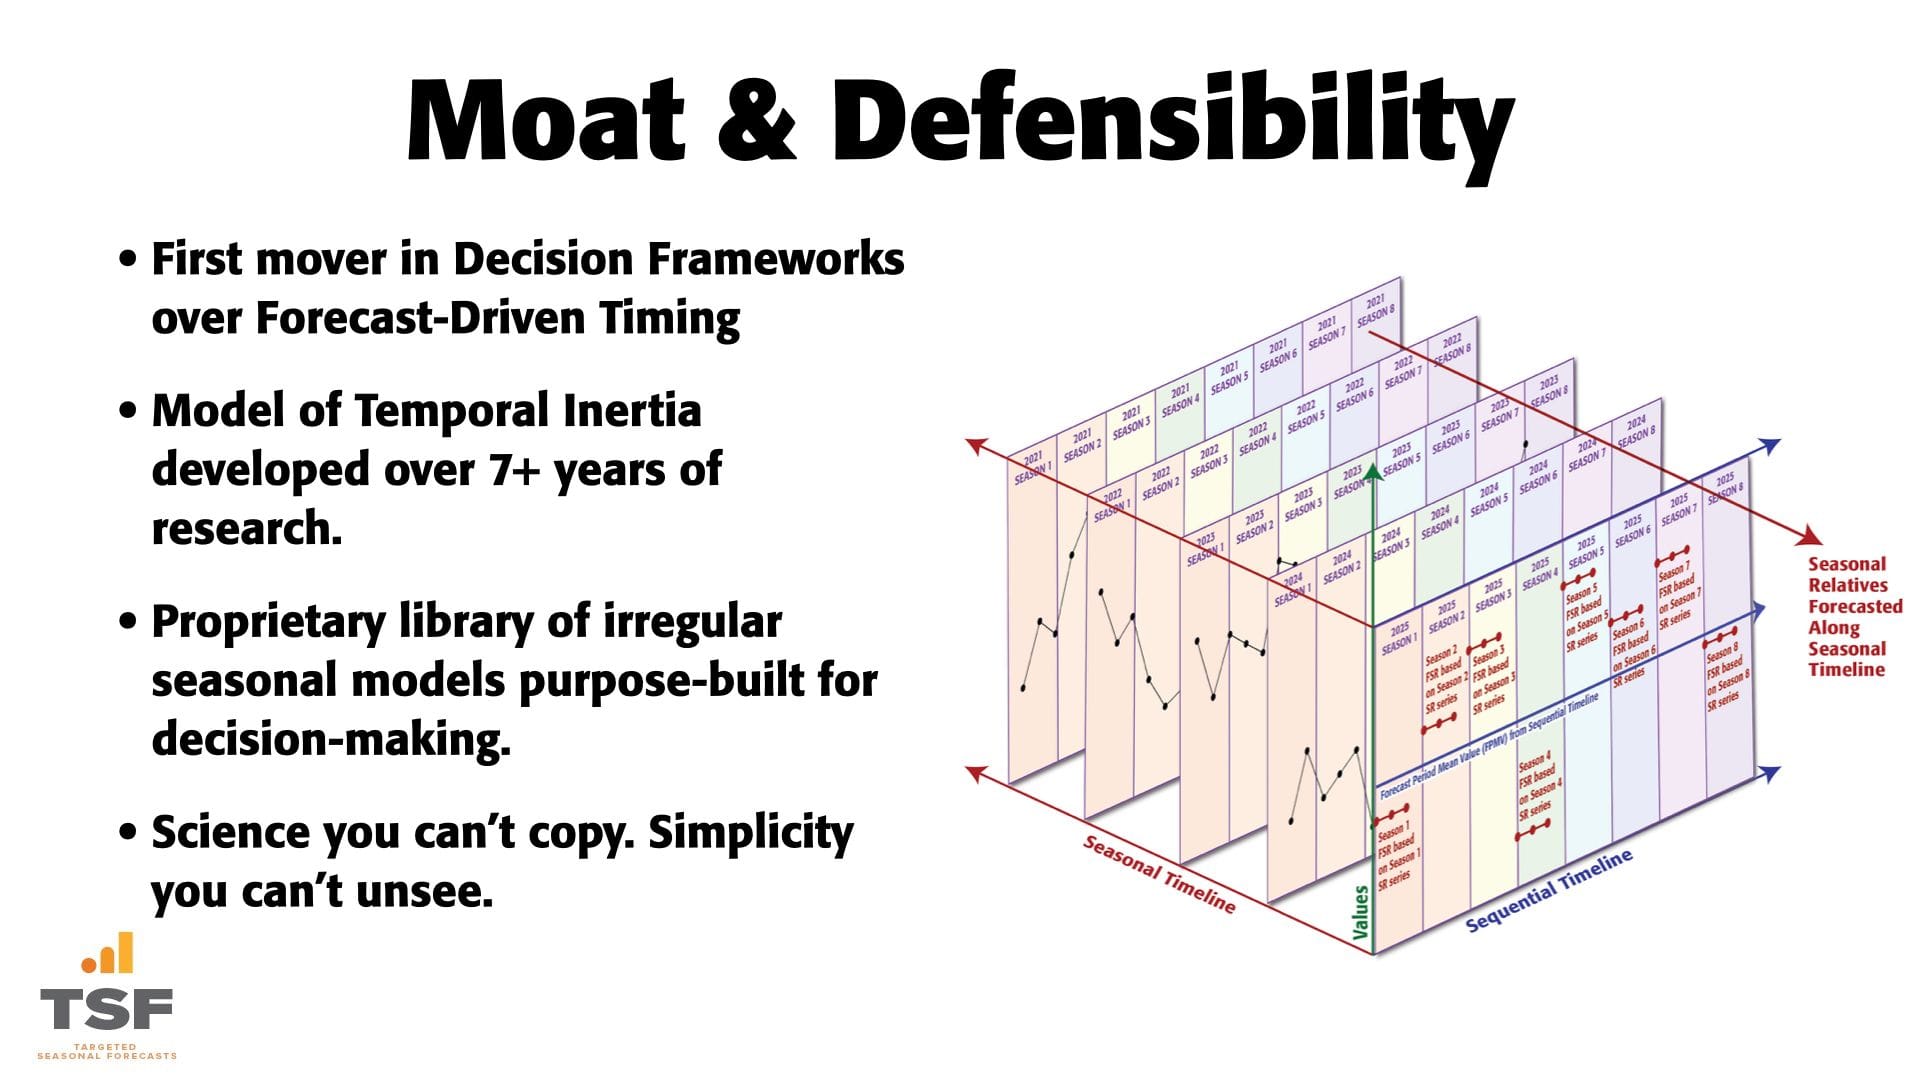 Moat & Defensibility
• First mover in Decision Frameworks
over Forecast-Driven Timing
• Model of Temporal Inertia
developed over 7+ years of
research.
• Proprietary library of irregular
seasonal models purpose-built for
decision-making.
• Science you can’t copy. Simplicity
you can’t unsee.
TSF
TARGETED
SEASONAL FORECASTS
2021
SEASON 1
2021
SEASON 2
2021
SEASON 3
2021
SEASON 4
2021
SEASON 5
2021
SEASON 6
2021
SEASON 7
2021
SEASON 8
2022
SEASON 1
2022
SEASON 2
2022
SEASON 3
2022
SEASON 4
2022
SEASON 5
2022
SEASON 6
2022
SEASON 7
2022
SEASON 8
2023
SEASON 1
2023
SEASON 2
2023
SEASON 3
2023
SEASON 4
2023
SEASON 5
2023
SEASON 6
2023
SEASON 7
2023
SEASON 8
2024
SEASON 1
2024
SEASON 2
2024
SEASON 3
2024
SEASON 4
2024
SEASON 5
2024
SEASON 6
2024
SEASON 7
2024
SEASON 8
2025
SEASON 1
2025
SEASON 2
2025
SEASON 3
2025
SEASON 4
2025
SEASON 5
2025
SEASON 6
2025
SEASON 7
2025
SEASON 8
Season 1
FSR based
on Season 1
SR series
Season 2
FSR based
on Season 2
SR series
Season 3
FSR based
on Season 3
SR series
Season 4
FSR based
on Season 4
SR series
Season 5
FSR based
on Season 5
SR series
Season 6
FSR based
on Season 6
SR series
Season 7
FSR based
on Season 7
SR series
Season 8
FSR based
on Season 8
SR series
Forecast Period Mean Value (FPMV) from Sequential Timeline
Seasonal
Relatives
Forecasted
Along
Seasonal
Timeline
Seasonal Timeline
Values
Sequential Timeline